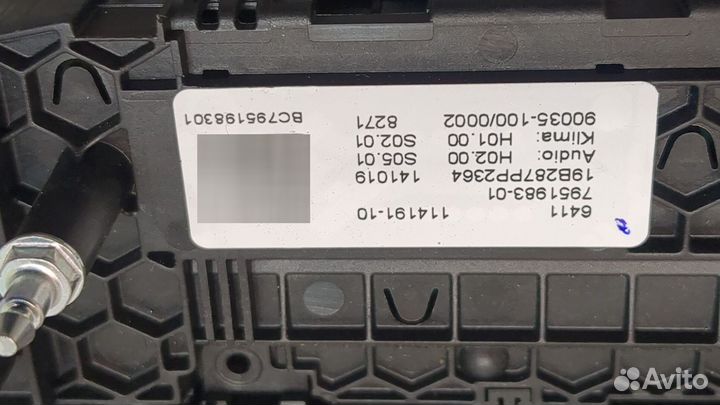 6411 114191-10
7951983-01
19B287PP2364 141019
Audio: H02.00 S05.01
Klima: H01.00 S02.01
90035-100/0002 8271
BC795198301
Avito